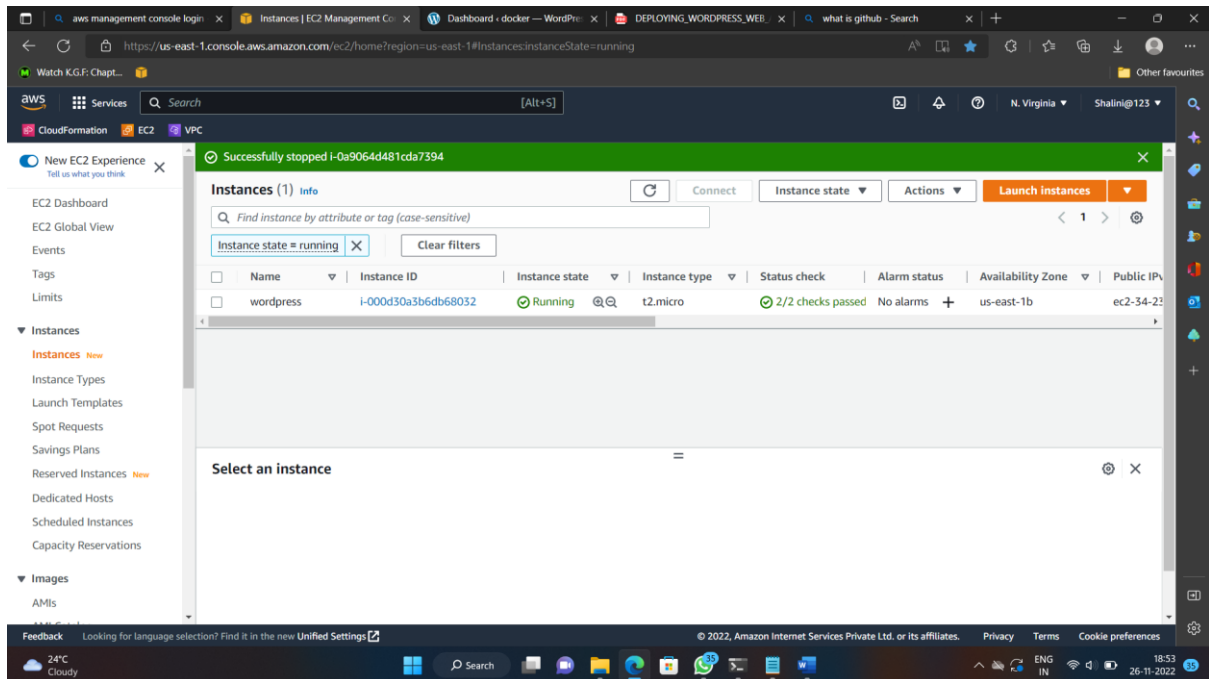 aws management console login
Instances | EC2 Management Co
Dashboard ‹ docker — WordPre
DEPLOYING_WORDPRESS_WEB_
what is github - Search
https://us-east-1.console.aws.amazon.com/ec2/home?region=us-east-1#Instances:instanceState=running
Watch K.G.F: Chapt...
Other favourites
aws
Services
Search
[Alt+S]
N. Virginia ▼
Shalini@123 ▼
CloudFormation
EC2
VPC
New EC2 Experience
Tell us what you think
Successfully stopped i-0a9064d481cda7394
EC2 Dashboard
EC2 Global View
Events
Tags
Limits
Instances
Instances New
Instance Types
Launch Templates
Spot Requests
Savings Plans
Reserved Instances New
Dedicated Hosts
Scheduled Instances
Capacity Reservations
Images
AMIs
Instances (1) Info
Connect
Instance state ▼
Actions ▼
Launch instances
Find instance by attribute or tag (case-sensitive)
1
Instance state = running
Clear filters
Name Instance ID Instance state Instance type Status check Alarm status Availability Zone Public IPv
wordpress i-000d30a3b6db68032 Running t2.micro 2/2 checks passed No alarms + us-east-1b ec2-34-23
Select an instance
Feedback Looking for language selection? Find it in the new Unified Settings
© 2022, Amazon Internet Services Private Ltd. or its affiliates. Privacy Terms Cookie preferences
24°C
Cloudy
Search
35
ENG
IN
18:53
26-11-2022
35